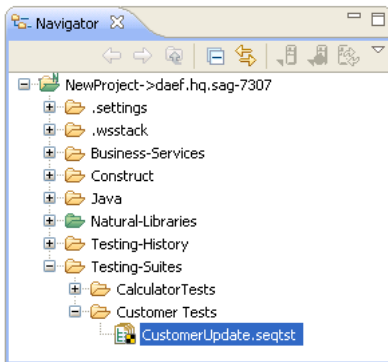 Navigator
NewProject->daef.hq.sag-7307
.settings
.wsstack
Business-Services
Construct
Java
Natural-Libraries
Testing-History
Testing-Suites
CalculatorTests
Customer Tests
CustomerUpdate.seqtst